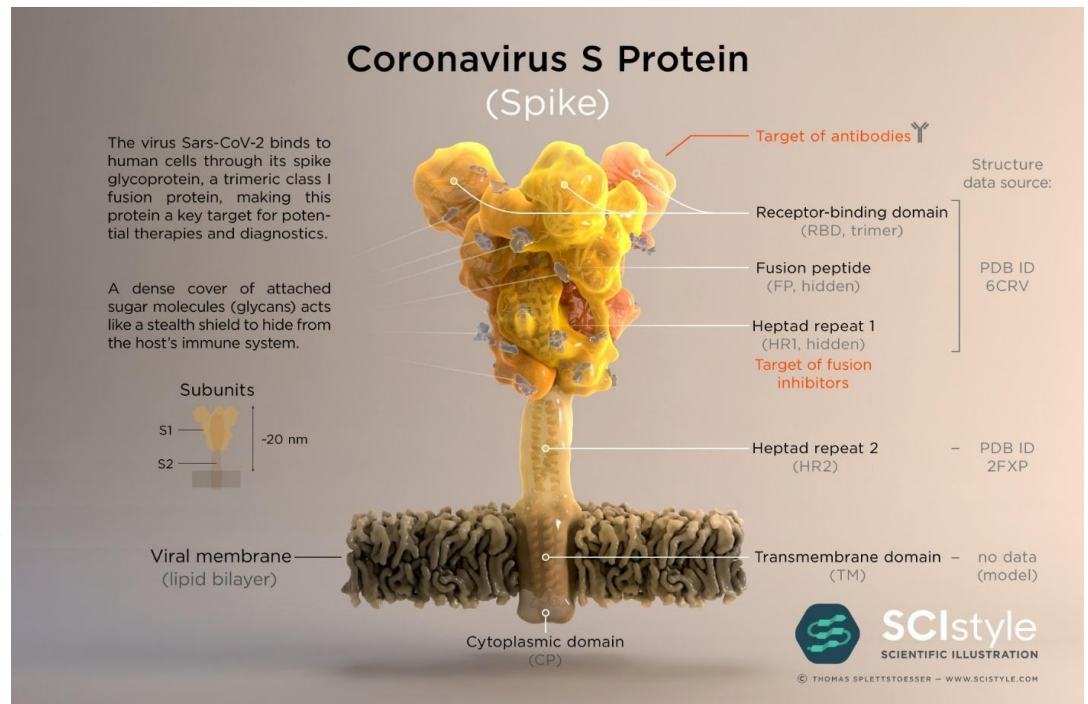 Coronavirus S Protein
(Spike)
The virus Sars-CoV-2 binds to
human cells through its spike
glycoprotein, a trimeric class I
fusion protein, making this
protein a key target for poten-
tial therapies and diagnostics.
A dense cover of attached
sugar molecules (glycans) acts
like a stealth shield to hide from
the host's immune system.
Subunits
S1
S2
~20 nm
Viral membrane
(lipid bilayer)
Cytoplasmic domain
(CP)
Target of antibodies
Receptor-binding domain
(RBD, trimer)
Fusion peptide
(FP, hidden)
Heptad repeat 1
(HR1, hidden)
Target of fusion
inhibitors
Heptad repeat 2
(HR2)
Transmembrane domain
(TM)
Structure
data source:
PDB ID
6CRV
– PDB ID
2FXP
– no data
(model)
SCIstyle
SCIENTIFIC ILLUSTRATION
© THOMAS SPLETTSTOESSER – WWW.SCISTYLE.COM